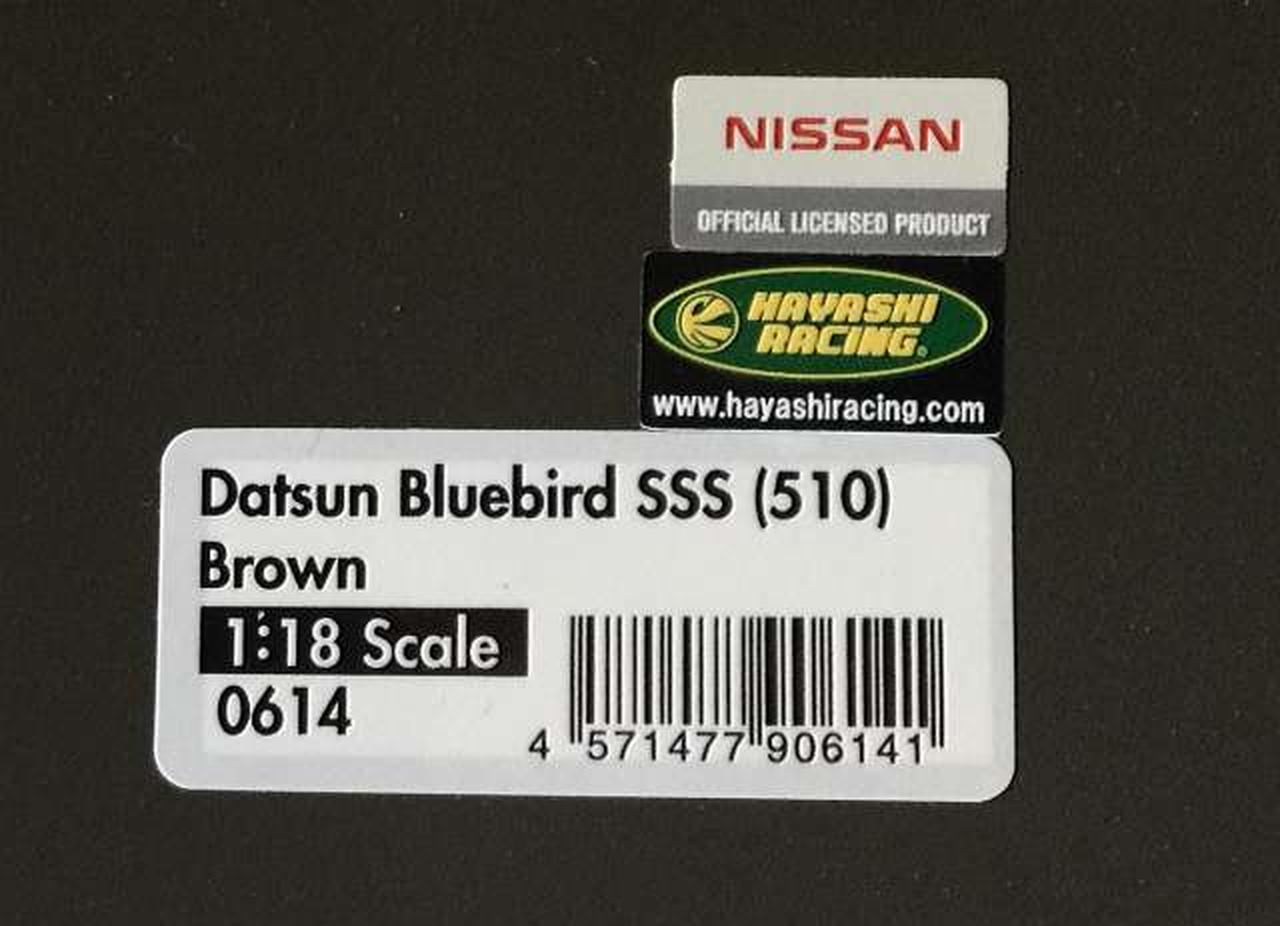 NISSAN
OFFICIAL LICENSED PRODUCT
HAYASHI
RACING®
www.hayashiracing.com
Datsun Bluebird SSS (510)
Brown
1:18 Scale
0614
4 571477 906141